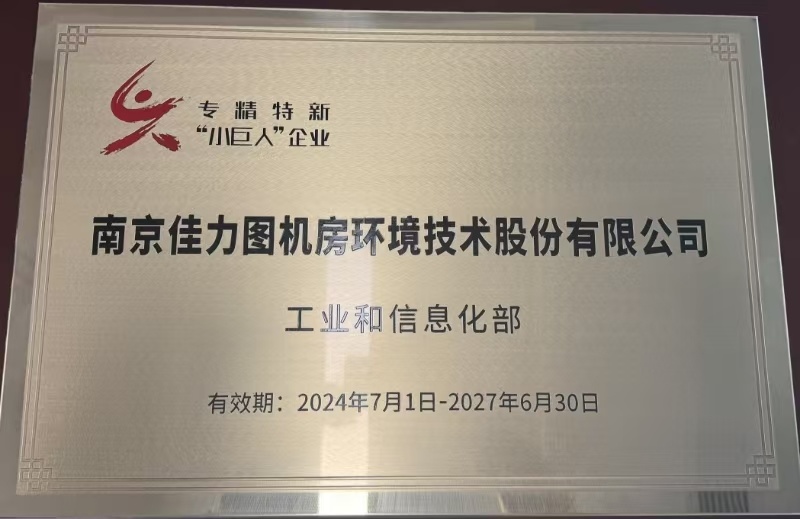 专精特新
“小巨人”企业
南京佳力图机房环境技术股份有限公司
工业和信息化部
有效期：2024年7月1日-2027年6月30日